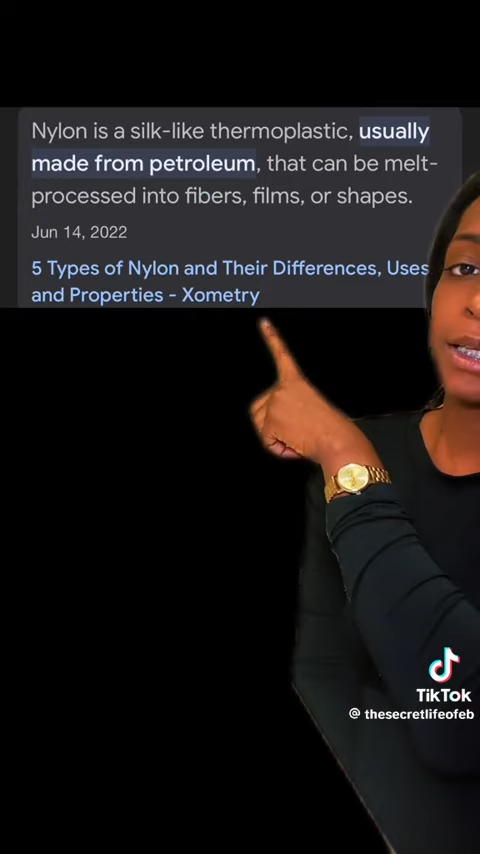 Nylon is a silk-like thermoplastic, usually
made from petroleum, that can be melt-
processed into fibers, films, or shapes.
Jun 14, 2022
5 Types of Nylon and Their Differences, Uses
and Properties - Xometry
TikTok
@ thesecretlifeofeb